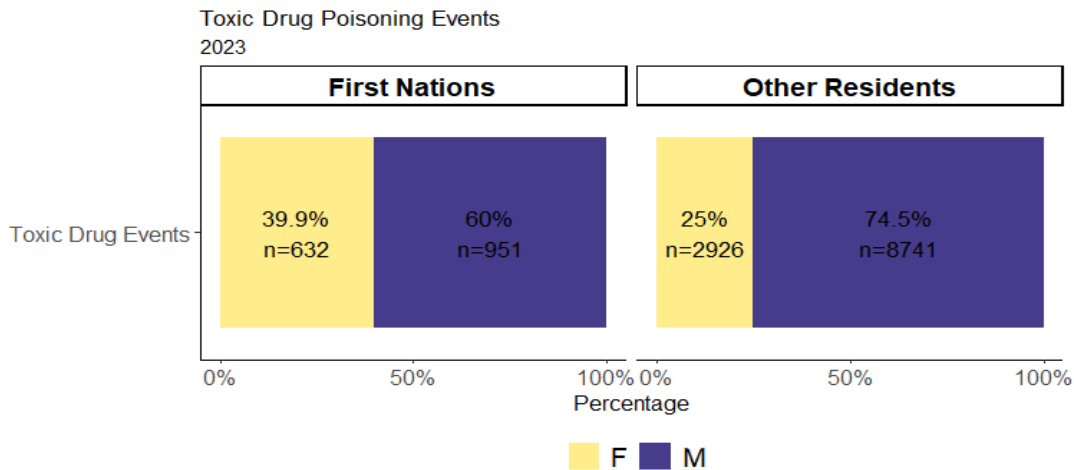 Toxic Drug Poisoning Events
2023
First Nations
Other Residents
Toxic Drug Events
39.9%
n=632
60%
n=951
25%
n=2926
74.5%
n=8741
0% 50% 100% 0% 50% 100%
Percentage
F M